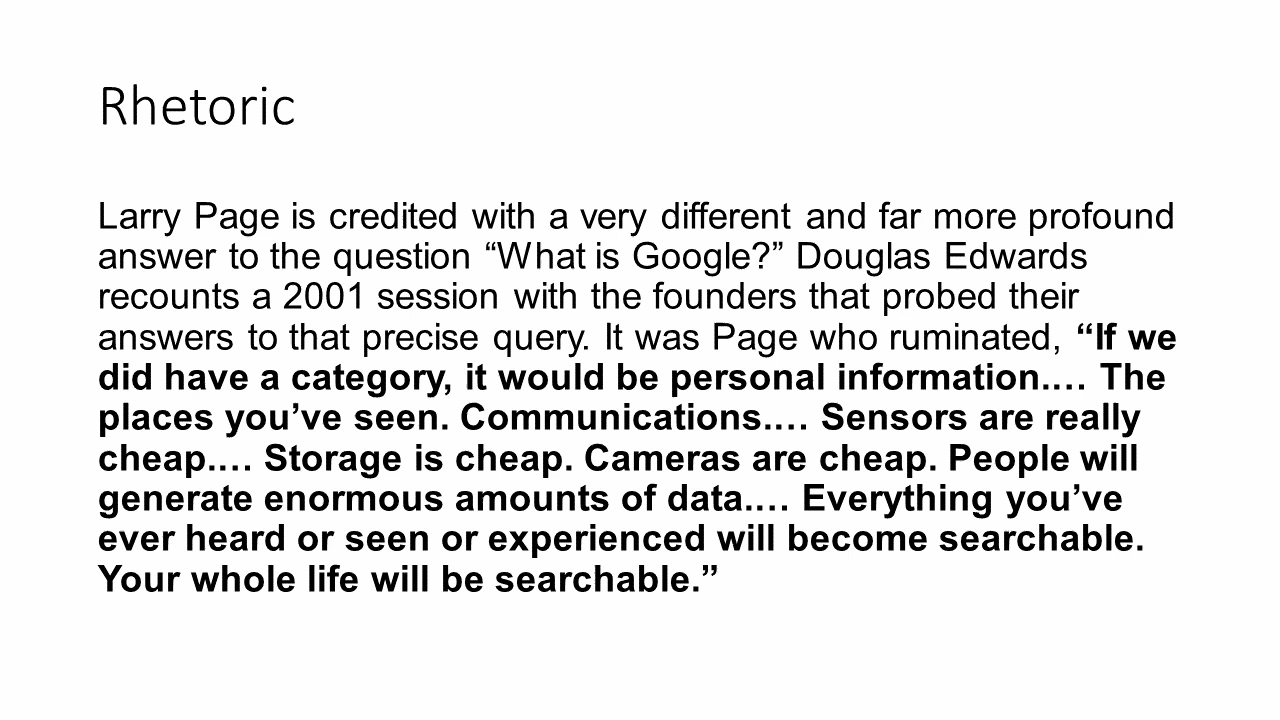 Rhetoric
Larry Page is credited with a very different and far more profound
answer to the question “What is Google?” Douglas Edwards
recounts a 2001 session with the founders that probed their
answers to that precise query. It was Page who ruminated, “If we
did have a category, it would be personal information.… The
places you’ve seen. Communications.… Sensors are really
cheap.… Storage is cheap. Cameras are cheap. People will
generate enormous amounts of data.… Everything you’ve
ever heard or seen or experienced will become searchable.
Your whole life will be searchable.”